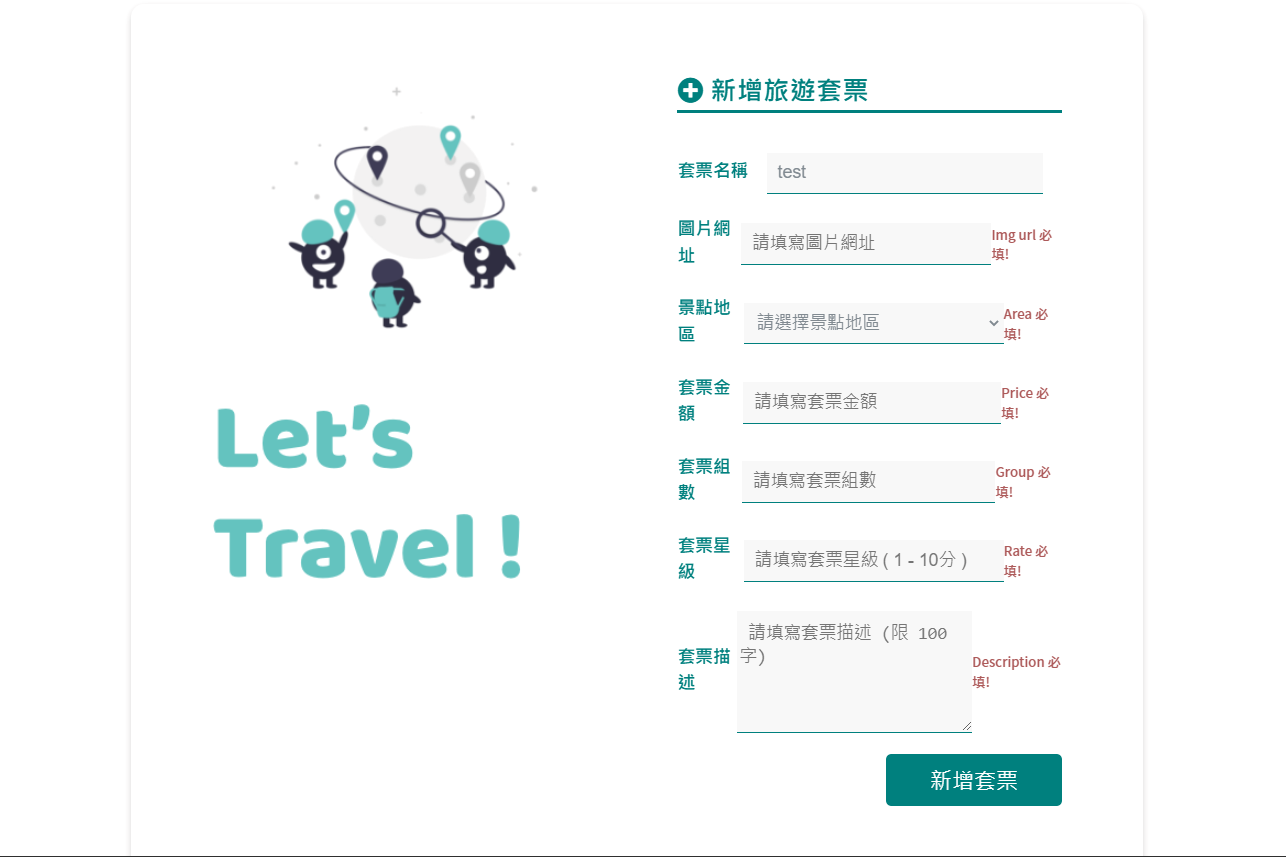 Let's
Travel !
新增旅遊套票
套票名稱
test
圖片網
址
請填寫圖片網址
Img url 必
填!
景點地
區
請選擇景點地區
Area 必
填!
套票金
額
請填寫套票金額
Price 必
填!
套票組
數
請填寫套票組數
Group 必
填!
套票星
級
請填寫套票星級 ( 1 - 10分 )
Rate 必
填!
套票描
述
請填寫套票描述 (限 100
字)
Description 必
填!
新增套票